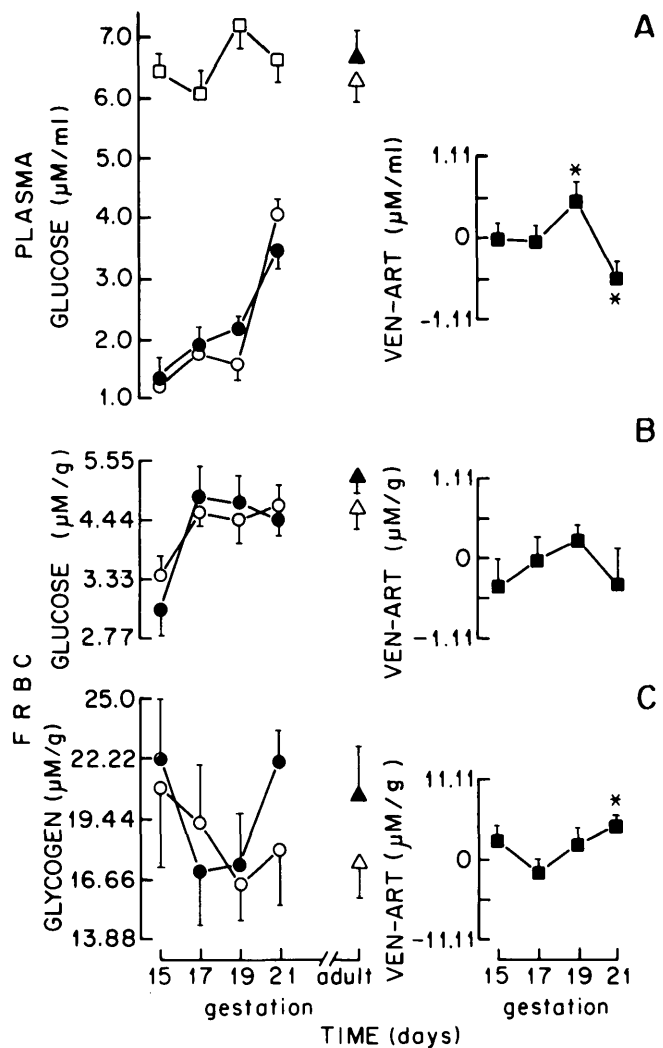 A
PLASMA
GLUCOSE (μM/ml)
7.0
6.0
5.0
4.0
3.0
2.0
1.0
VEN-ART (μM/ml)
1.11
0
-1.11
*
*
B
FRBC
GLUCOSE (μM/g)
5.55
4.44
3.33
2.77
VEN-ART (μM/g)
1.11
0
-1.11
C
GLYCOGEN (μM/g)
25.0
22.22
19.44
16.66
13.88
VEN-ART (μM/g)
11.11
0
-11.11
*
15 17 19 21 adult
gestation
15 17 19 21
gestation
TIME (days)